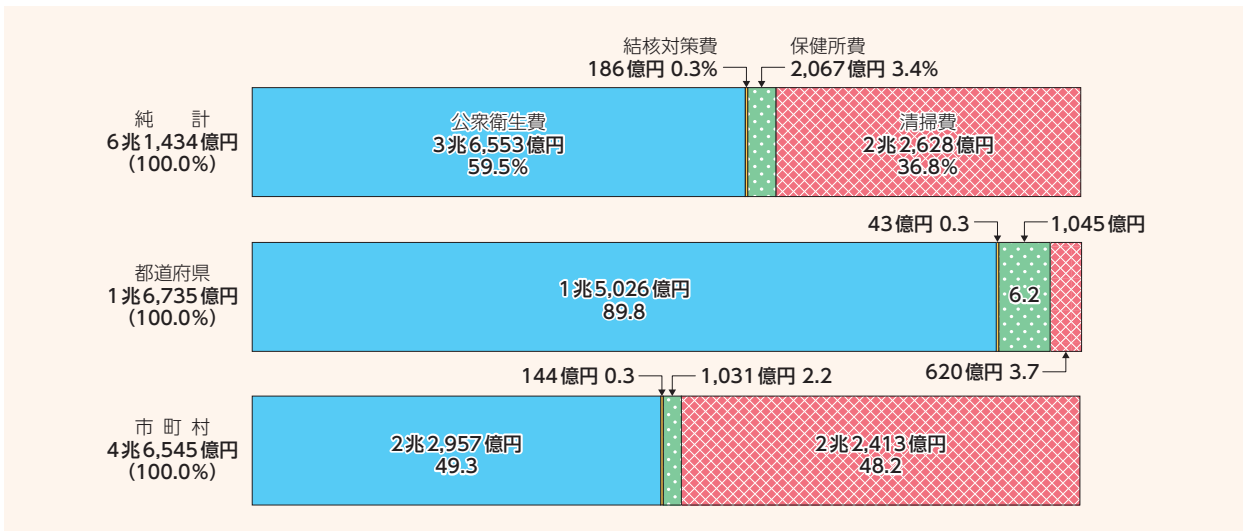 結核対策費
186億円 0.3%
保健所費
2,067億円 3.4%
純 計
6兆1,434億円
(100.0%)
公衆衛生費
3兆6,553億円
59.5%
清掃費
2兆2,628億円
36.8%
43億円 0.3
1,045億円
都道府県
1兆6,735億円
(100.0%)
1兆5,026億円
89.8
6.2
620億円 3.7
144億円 0.3
1,031億円 2.2
市 町 村
4兆6,545億円
(100.0%)
2兆2,957億円
49.3
2兆2,413億円
48.2